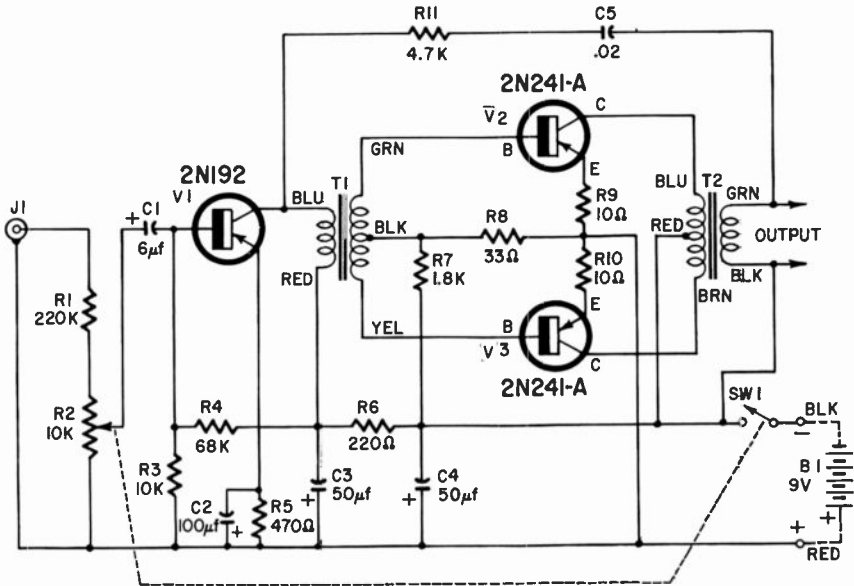 R11
4.7K
C5
.02
2N241-A
V2
C
B
E
2N192
V1
J1
C1
+
6μf
BLU
T1
GRN
BLK
RED
YEL
R8
33Ω
R9
10Ω
R10
10Ω
R7
1.8K
BLU
T2
GRN
RED
OUTPUT
BLK
BRN
E
B
V3
C
2N241-A
R1
220K
R2
10K
R4
68K
R6
220Ω
R3
10K
C2
100μf
+
R5
470Ω
C3
50μf
+
C4
50μf
+
SW1
BLK
−
B1
9V
+
+
RED